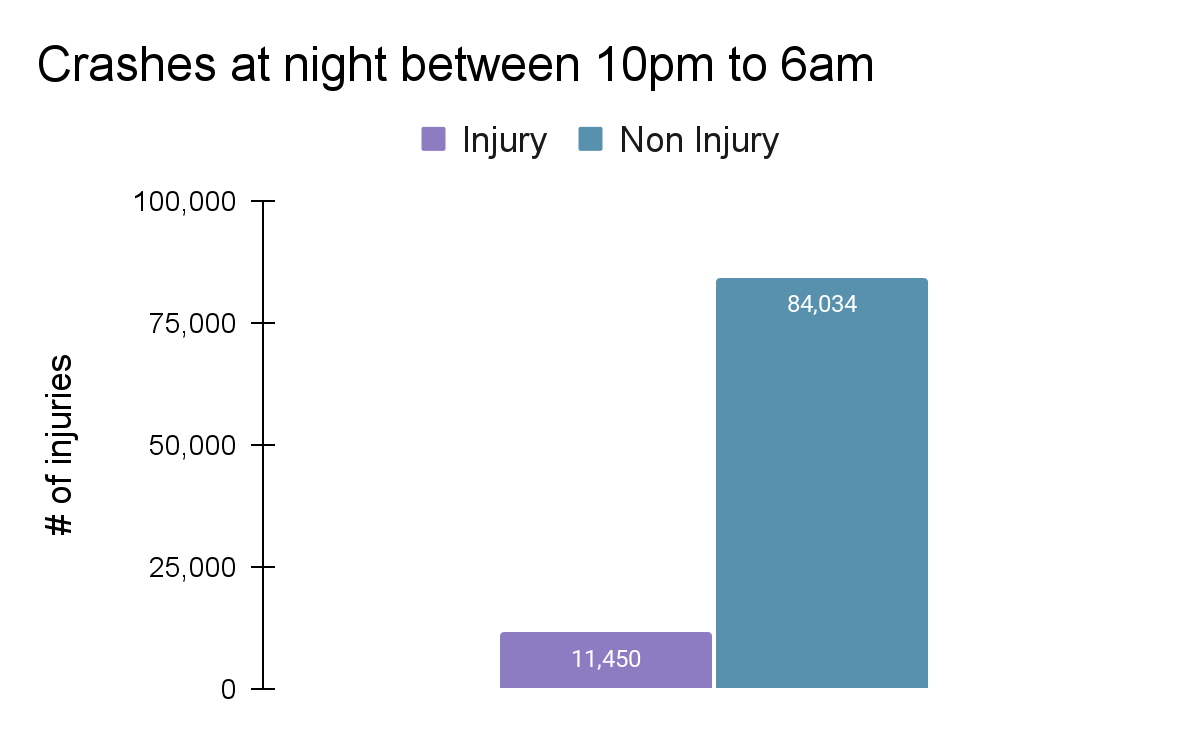 Crashes at night between 10pm to 6am
Injury Non Injury
100,000
75,000
50,000
25,000
0
# of injuries
84,034
11,450